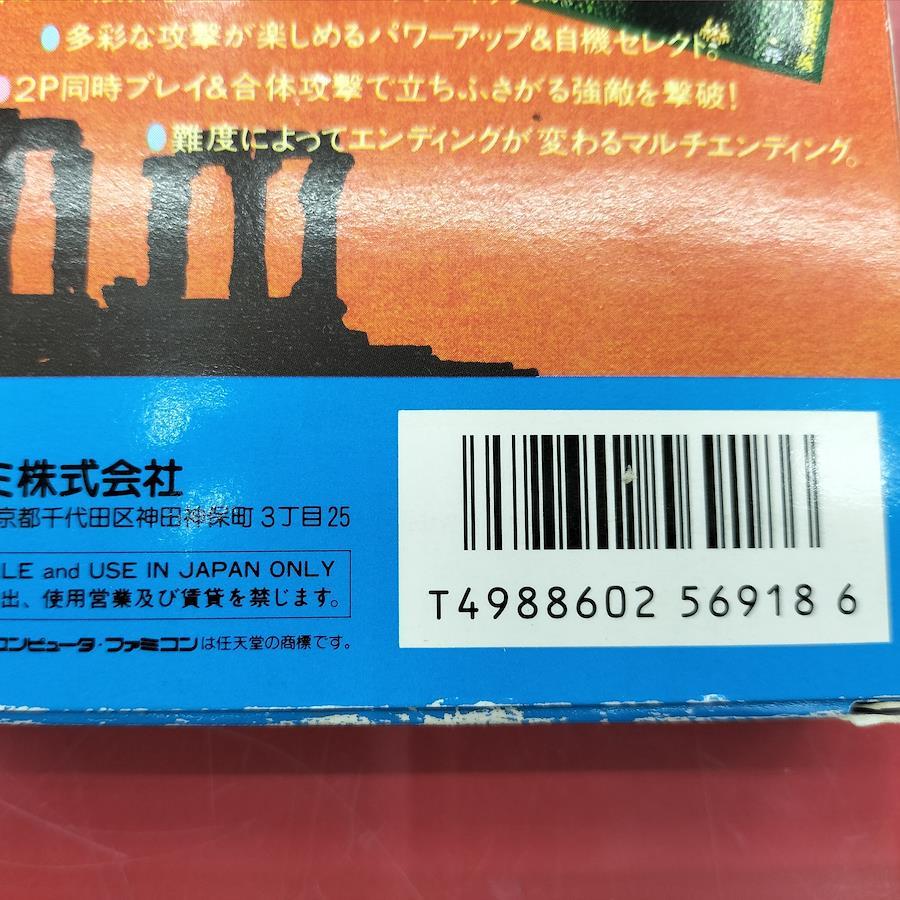 多彩な攻撃が楽しめるパワーアップ&自機セレクト。
2P同時プレイ&合体攻撃で立ちふさがる強敵を撃破!
難度によってエンディングが変わるマルチエンディング。
ミ株式会社
京都千代田区神田神保町3丁目25
LE and USE IN JAPAN ONLY
出、使用営業及び賃貸を禁じます。
コンピュータ・ファミコンは任天堂の商標です。
T4988602 569186